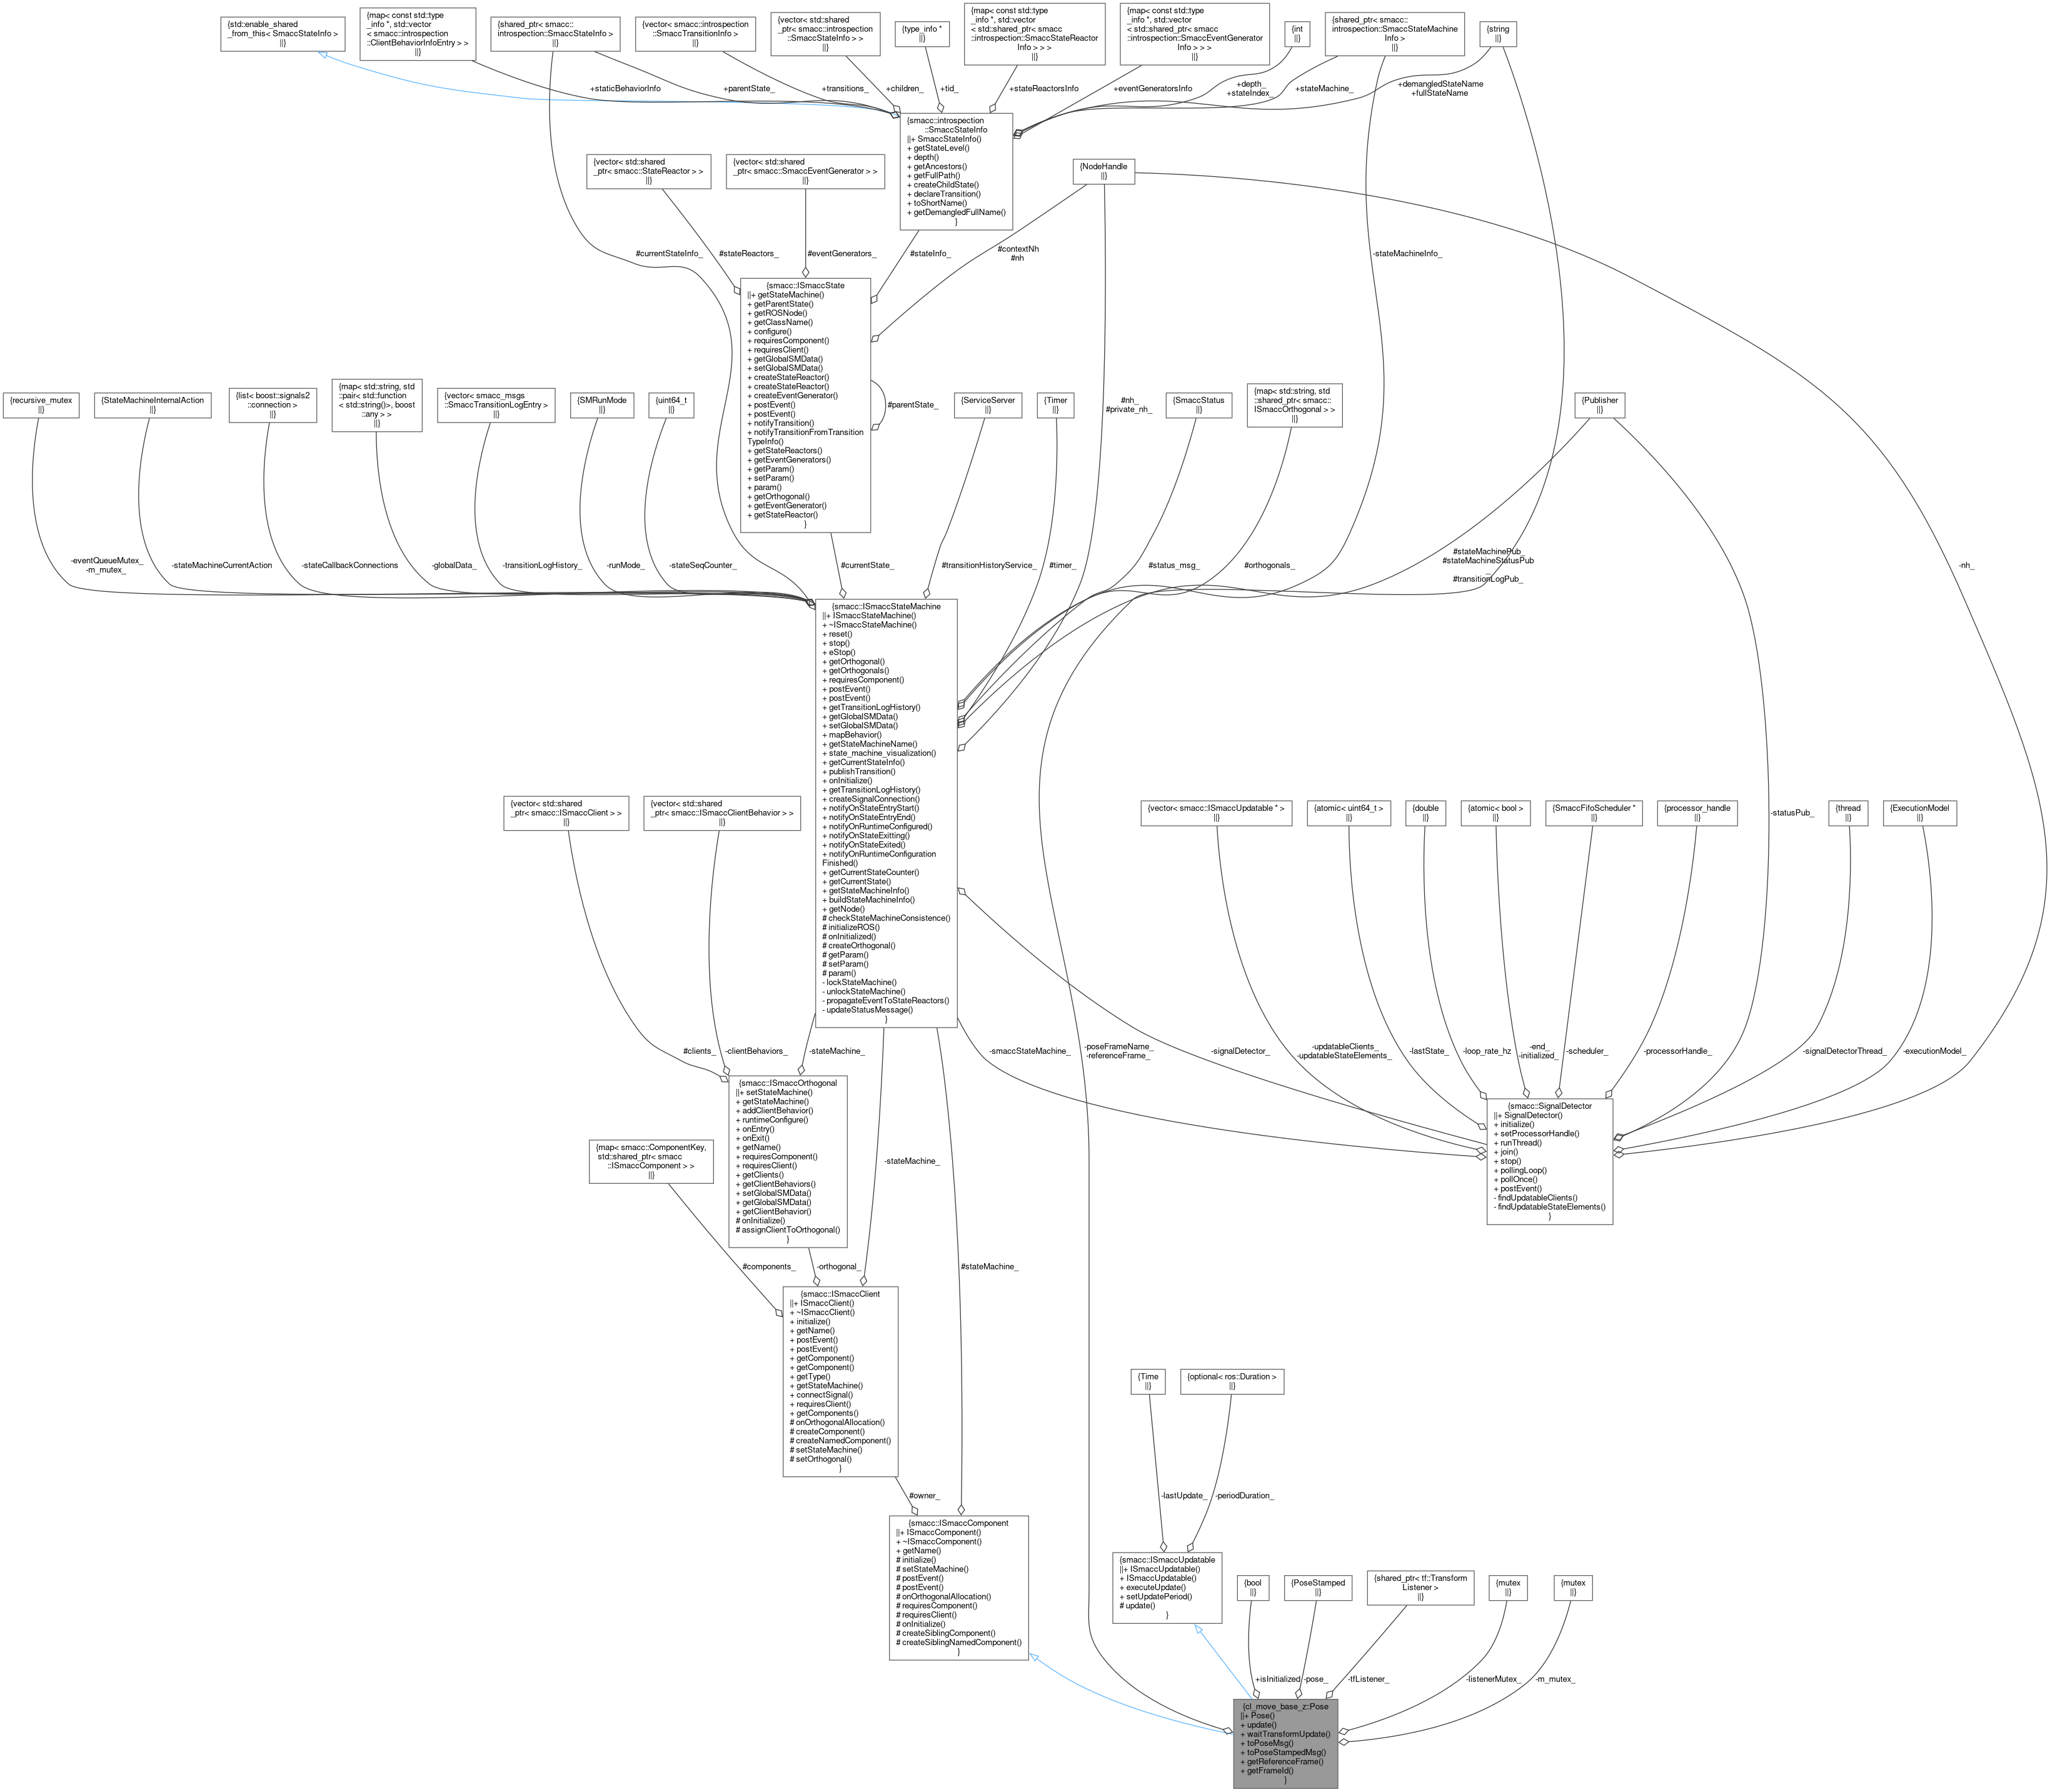 {std::enable_shared
_from_this< SmaccStateInfo >
||}
{map< const std::type
_info *, std::vector
< smacc::introspection
::ClientBehaviorInfoEntry > >
||}
{shared_ptr< smacc::
introspection::SmaccStateInfo >
||}
{vector< smacc::introspection
::SmaccTransitionInfo >
||}
{vector< std::shared
_ptr< smacc::introspection
::SmaccStateInfo > >
||}
{type_info *
||}
{map< const std::type
_info *, std::vector
< std::shared_ptr< smacc
::introspection::SmaccStateReactor
Info > > >
||}
{map< const std::type
_info *, std::vector
< std::shared_ptr< smacc
::introspection::SmaccEventGenerator
Info > > >
||}
{int
||}
{shared_ptr< smacc::
introspection::SmaccStateMachine
Info >
||}
{string
||}
+staticBehaviorInfo
+parentState_
+transitions_
+children_
+tid_
+stateReactorsInfo
+eventGeneratorsInfo
+depth_
+stateIndex_
+stateMachine_
+demangledStateName
+fullStateName
{smacc::introspection
::SmaccStateInfo
||+ SmaccStateInfo()
+ getStateLevel()
+ depth()
+ getAncestors()
+ getFullPath()
+ createChildState()
+ declareTransition()
+ toShortName()
+ getDemangledFullName()
}
{vector< std::shared
_ptr< smacc::StateReactor > >
||}
{vector< std::shared
_ptr< smacc::SmaccEventGenerator > >
||}
{NodeHandle
||}
#currentStateInfo_
#stateReactors_
#eventGenerators_
#stateInfo_
#contextNh
#nh
-stateMachineInfo_
{smacc::ISmaccState
||+ getStateMachine()
+ getParentState()
+ getROSNode()
+ getClassName()
+ configure()
+ requiresComponent()
+ requiresClient()
+ getGlobalSMData()
+ setGlobalSMData()
+ createStateReactor()
+ createStateReactor()
+ createEventGenerator()
+ postEvent()
+ postEvent()
+ notifyTransition()
+ notifyTransitionFromTransition
TypeInfo()
+ getStateReactors()
+ getEventGenerators()
+ getParam()
+ setParam()
+ param()
+ getOrthogonal()
+ getEventGenerator()
+ getStateReactor()
}
#parentState_
{recursive_mutex
||}
{StateMachineInternalAction
||}
{list< boost::signals2
::connection >
||}
{map< std::string, std
::pair< std::function
< std::string()>, boost
::any > >
||}
{vector< smacc_msgs
::SmaccTransitionLogEntry >
||}
{SMRunMode
||}
{uint64_t
||}
{ServiceServer
||}
{Timer
||}
#nh_
#private_nh_
{SmaccStatus
||}
{map< std::string, std
::shared_ptr< smacc::
ISmaccOrthogonal > >
||}
{Publisher
||}
-eventQueueMutex_
-m_mutex_
-stateMachineCurrentAction
-stateCallbackConnections
-globalData_
-transitionLogHistory_
-runMode_
-stateSeqCounter_
#currentState_
#transitionHistoryService_
#timer_
#status_msg_
#orthogonals_
#stateMachinePub_
#stateMachineStatusPub
_
#transitionLogPub_
-nh_
{smacc::ISmaccStateMachine
||+ ISmaccStateMachine()
+ ~ISmaccStateMachine()
+ reset()
+ stop()
+ eStop()
+ getOrthogonal()
+ getOrthogonals()
+ requiresComponent()
+ postEvent()
+ postEvent()
+ getTransitionLogHistory()
+ getGlobalSMData()
+ setGlobalSMData()
+ mapBehavior()
+ getStateMachineName()
+ state_machine_visualization()
+ getCurrentStateInfo()
+ publishTransition()
+ onInitialize()
+ getTransitionLogHistory()
+ createSignalConnection()
+ notifyOnStateEntryStart()
+ notifyOnStateEntryEnd()
+ notifyOnRuntimeConfigured()
+ notifyOnStateExitting()
+ notifyOnStateExited()
+ notifyOnRuntimeConfiguration
Finished()
+ getCurrentStateCounter()
+ getCurrentState()
+ getStateMachineInfo()
+ buildStateMachineInfo()
+ getNode()
# checkStateMachineConsistence()
# initializeROS()
# onInitialized()
# createOrthogonal()
# getParam()
# setParam()
# param()
- lockStateMachine()
- unlockStateMachine()
- propagateEventToStateReactors()
- updateStatusMessage()
}
{vector< std::shared
_ptr< smacc::ISmaccClient > >
||}
{vector< std::shared
_ptr< smacc::ISmaccClientBehavior > >
||}
{vector< smacc::ISmaccUpdatable * >
||}
{atomic< uint64_t >
||}
{double
||}
{atomic< bool >
||}
{SmaccFifoScheduler *
||}
{processor_handle
||}
-statusPub_
{thread
||}
{ExecutionModel
||}
#clients_
-clientBehaviors_
-stateMachine_
-smaccStateMachine_
-poseFrameName_
-referenceFrame_
-signalDetector_
-updatableClients_
-updatableStateElements_
-lastState_
-loop_rate_hz
-end_
-initialized_
-scheduler_
-processorHandle_
-signalDetectorThread_
-executionModel_
{smacc::ISmaccOrthogonal
||+ setStateMachine()
+ getStateMachine()
+ addClientBehavior()
+ runtimeConfigure()
+ onEntry()
+ onExit()
+ getName()
+ requiresComponent()
+ requiresClient()
+ getClients()
+ getClientBehaviors()
+ setGlobalSMData()
+ getGlobalSMData()
+ getClientBehavior()
# onInitialize()
# assignClientToOrthogonal()
}
{smacc::SignalDetector
||+ SignalDetector()
+ initialize()
+ setProcessorHandle()
+ runThread()
+ join()
+ stop()
+ pollingLoop()
+ pollOnce()
+ postEvent()
- findUpdatableClients()
- findUpdatableStateElements()
}
{map< smacc::ComponentKey,
std::shared_ptr< smacc
::ISmaccComponent > >
||}
-stateMachine_
#components_
-orthogonal_
#stateMachine_
{smacc::ISmaccClient
||+ ISmaccClient()
+ ~ISmaccClient()
+ initialize()
+ getName()
+ postEvent()
+ postEvent()
+ getComponent()
+ getComponent()
+ getType()
+ getStateMachine()
+ connectSignal()
+ requiresClient()
+ getComponents()
# onOrthogonalAllocation()
# createComponent()
# createNamedComponent()
# setStateMachine()
# setOrthogonal()
}
{Time
||}
{optional< ros::Duration >
||}
#owner_
-lastUpdate_
-periodDuration_
{smacc::ISmaccComponent
||+ ISmaccComponent()
+ ~ISmaccComponent()
+ getName()
# initialize()
# setStateMachine()
# postEvent()
# postEvent()
# onOrthogonalAllocation()
# requiresComponent()
# requiresClient()
# onInitialize()
# createSiblingComponent()
# createSiblingNamedComponent()
}
{smacc::ISmaccUpdatable
||+ ISmaccUpdatable()
+ ISmaccUpdatable()
+ executeUpdate()
+ setUpdatePeriod()
# update()
}
{bool
||}
{PoseStamped
||}
{shared_ptr< tf::Transform
Listener >
||}
{mutex
||}
{mutex
||}
+isInitialized
-pose_
-tfListener_
-listenerMutex_
-m_mutex_
{cl_move_base_z::Pose
||+ Pose()
+ update()
+ waitTransformUpdate()
+ toPoseMsg()
+ toPoseStampedMsg()
+ getReferenceFrame()
+ getFrameId()
}